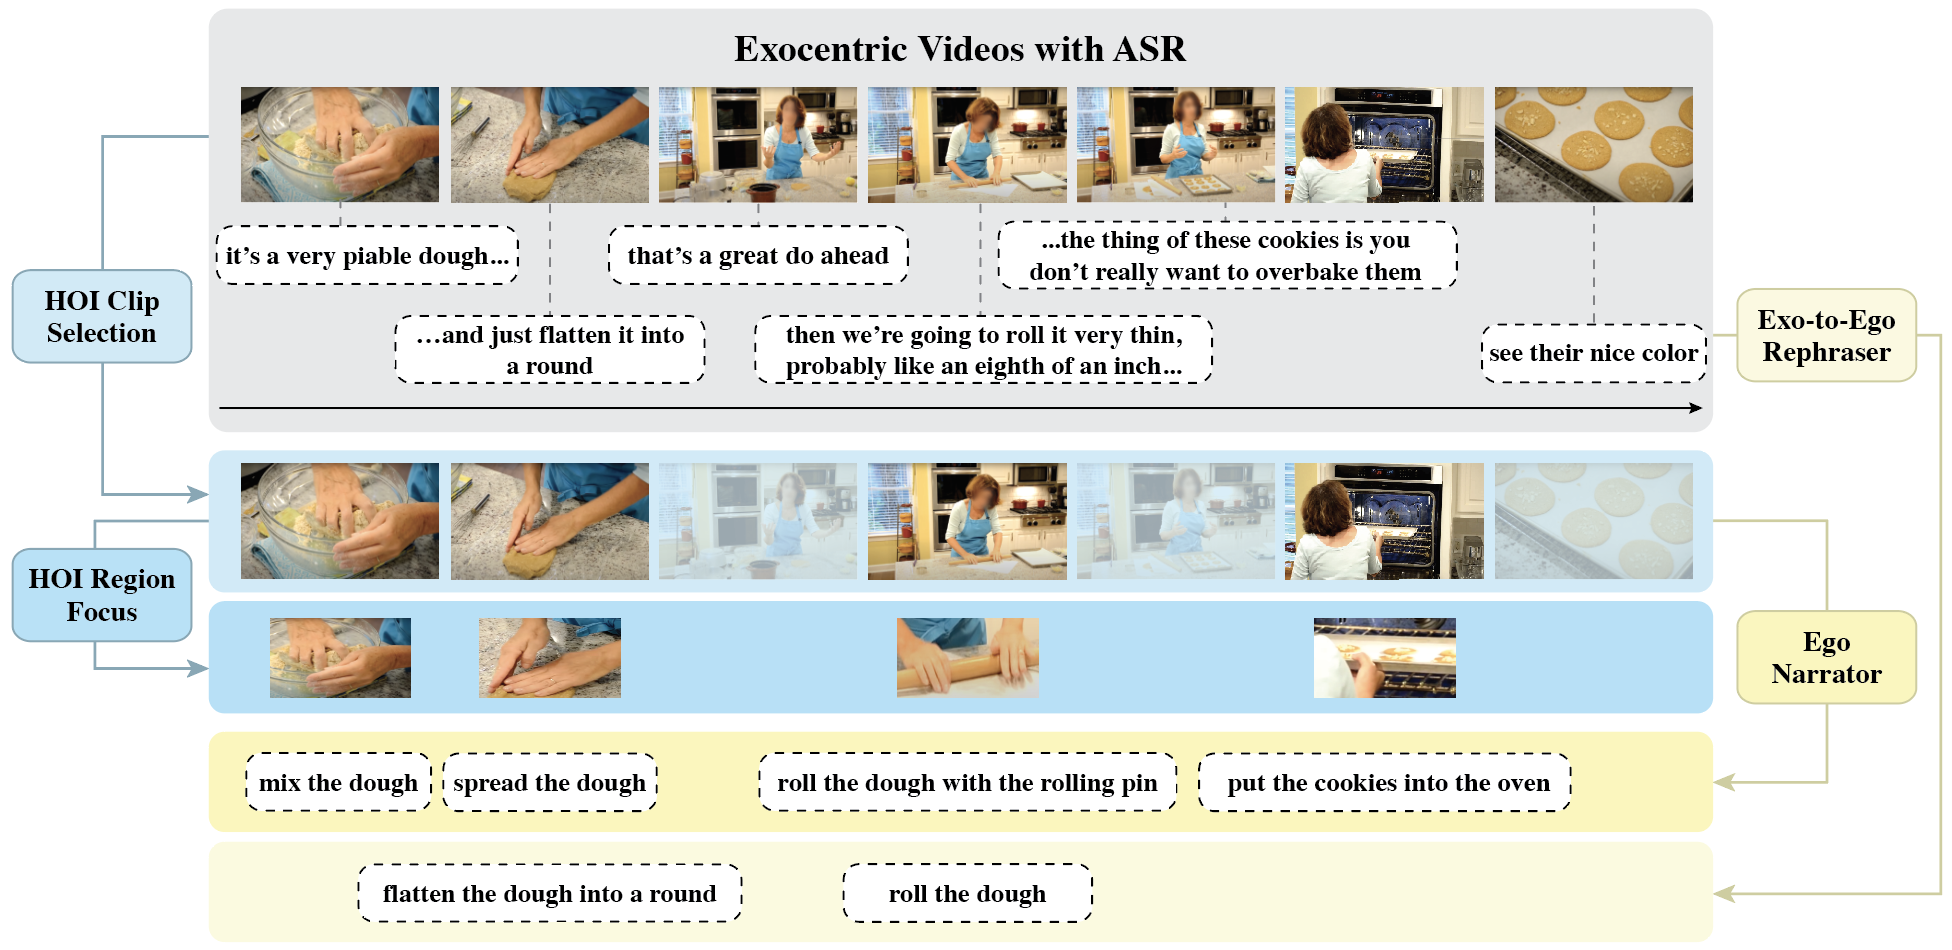 Exocentric Videos with ASR
it's a very piable dough...
that's a great do ahead
...the thing of these cookies is you
don't really want to overbake them
...and just flatten it into
a round
then we're going to roll it very thin,
probably like an eighth of an inch...
see their nice color
HOI Clip
Selection
Exo-to-Ego
Rephraser
HOI Region
Focus
Ego
Narrator
mix the dough
spread the dough
roll the dough with the rolling pin
put the cookies into the oven
flatten the dough into a round
roll the dough